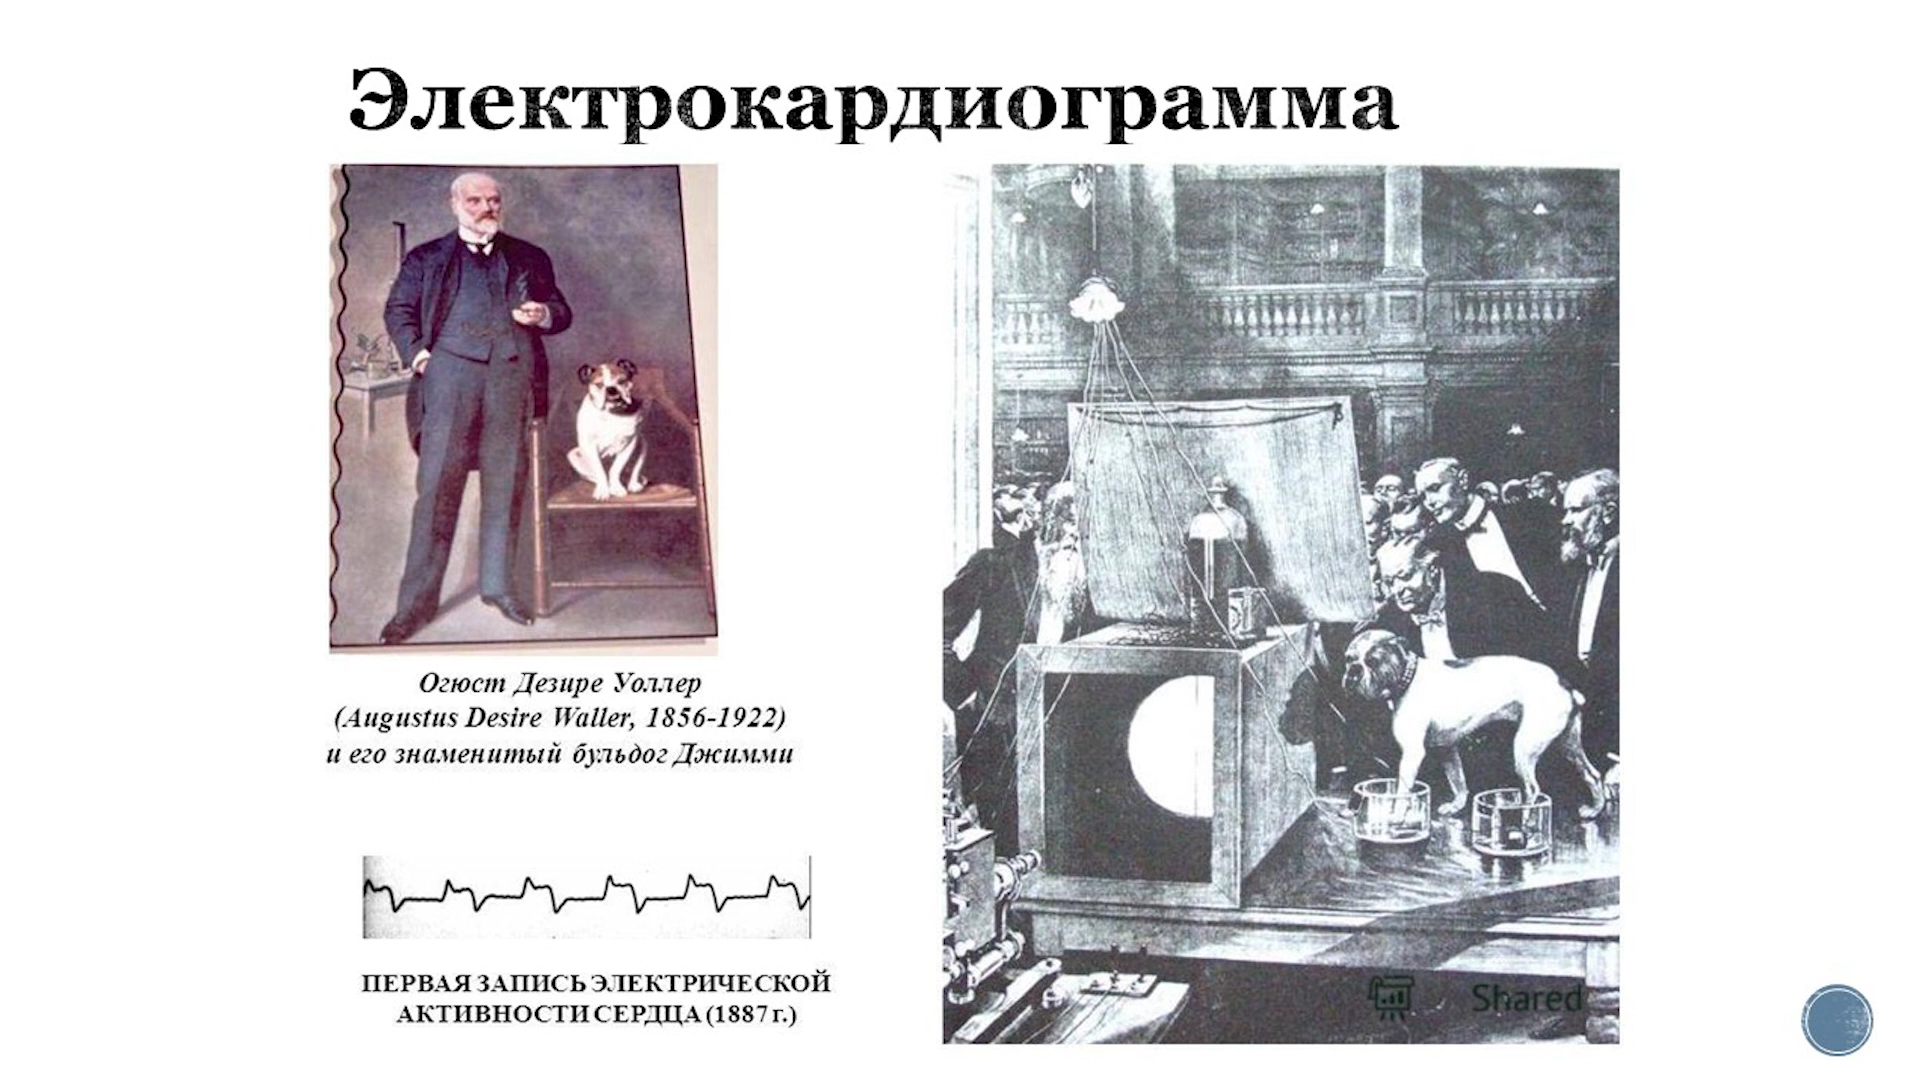 Электрокардиограмма
Огюст Дезире Уоллер
(Augustus Desire Waller, 1856-1922)
и его знаменитый бульдог Джимми
ПЕРВАЯ ЗАПИСЬ ЭЛЕКТРИЧЕСКОЙ
АКТИВНОСТИ СЕРДЦА (1887 г.)
Shared